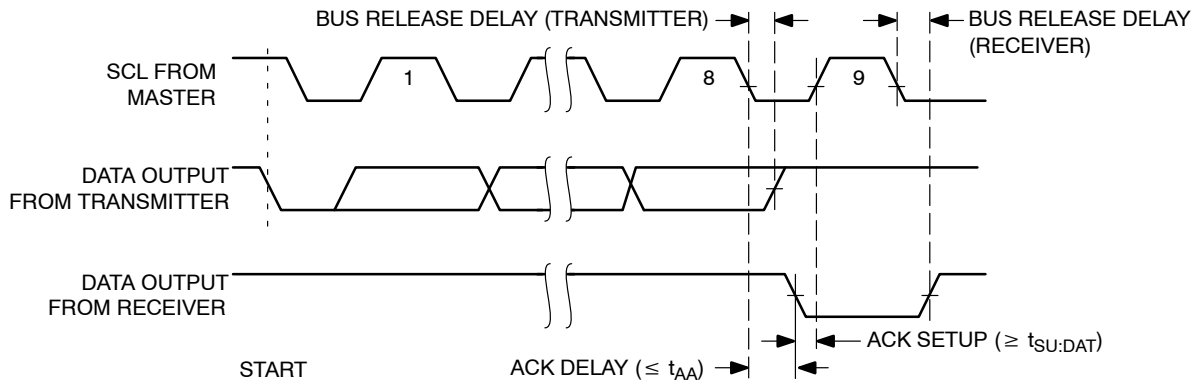 BUS RELEASE DELAY (TRANSMITTER)
BUS RELEASE DELAY
(RECEIVER)
SCL FROM
MASTER
1
8
9
DATA OUTPUT
FROM TRANSMITTER
DATA OUTPUT
FROM RECEIVER
ACK SETUP (≥ tSU:DAT)
START
ACK DELAY (≤ tAA)